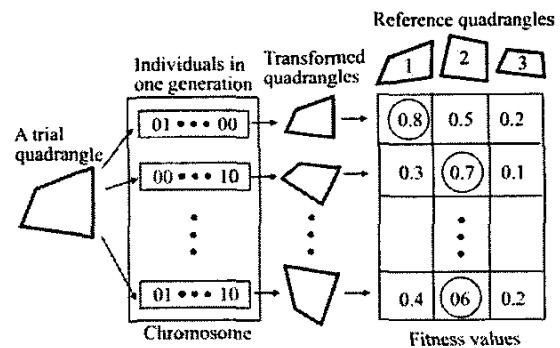 Reference quadrangles
Individuals in one generation
Transformed quadrangles
1 2 3
A trial quadrangle
01 ••• 00
0.8 0.5 0.2
00 ••• 10
0.3 0.7 0.1
01 ••• 10
0.4 06 0.2
Chromosome
Fitness values